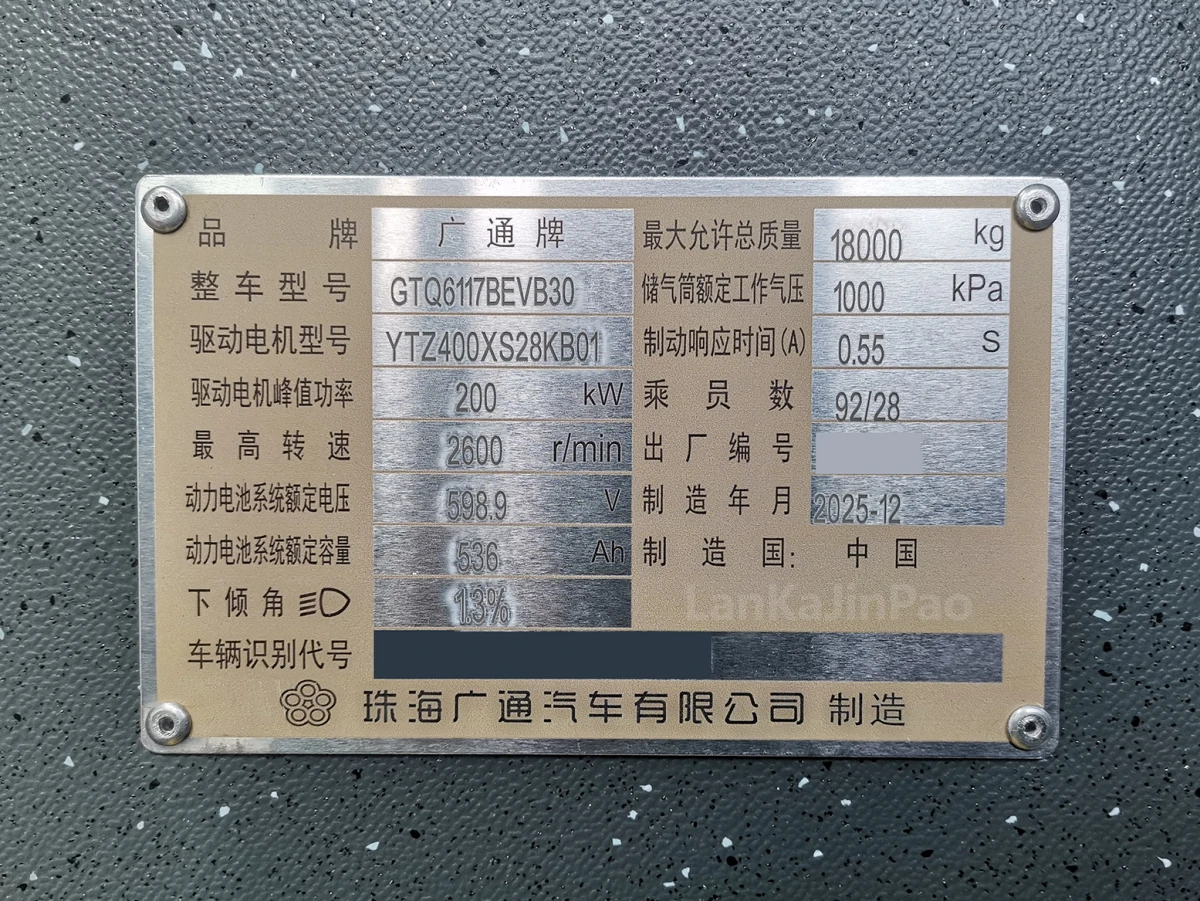 品牌 广通牌
整车型号 GTQ6117BEVB30
驱动电机型号 YTZ400XS28KB01
驱动电机峰值功率 200 kW
最高转速 2600 r/min
动力电池系统额定电压 598.9 V
动力电池系统额定容量 536 Ah
下倾角 1.3%
最大允许总质量 18000 kg
储气筒额定工作气压 1000 kPa
制动响应时间(A) 0.55 S
乘员数 92/28
出厂编号
制造年月 2025-12
制造国: 中国
LanKaJinPao
车辆识别代号
珠海广通汽车有限公司 制造